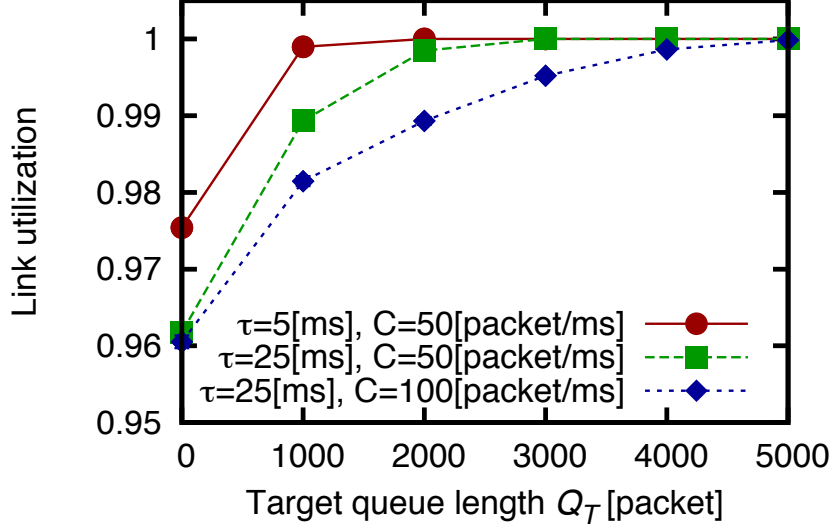 1
0.99
0.98
0.97
0.96
0.95
Link utilization
τ=5[ms], C=50[packet/ms]
τ=25[ms], C=50[packet/ms]
τ=25[ms], C=100[packet/ms]
0 1000 2000 3000 4000 5000
Target queue length Q_T [packet]